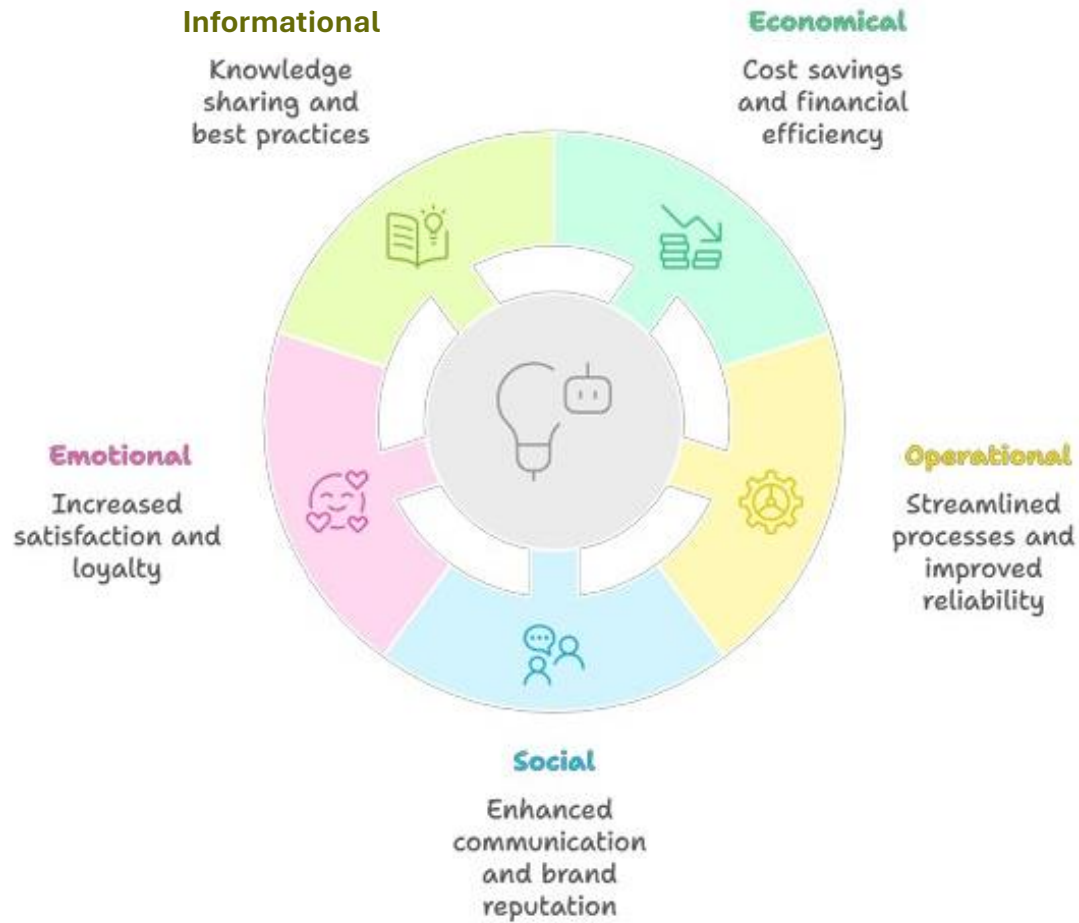 Informational
Knowledge
sharing and
best practices
Economical
Cost savings
and financial
efficiency
Emotional
Increased
satisfaction and
loyalty
Operational
Streamlined
processes and
improved
reliability
Social
Enhanced
communication
and brand
reputation